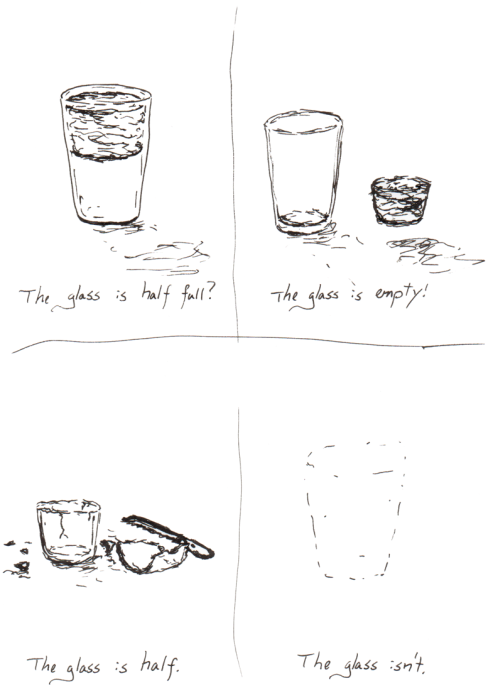 The glass is half full?
The glass is empty!
The glass is half.
The glass isn't.